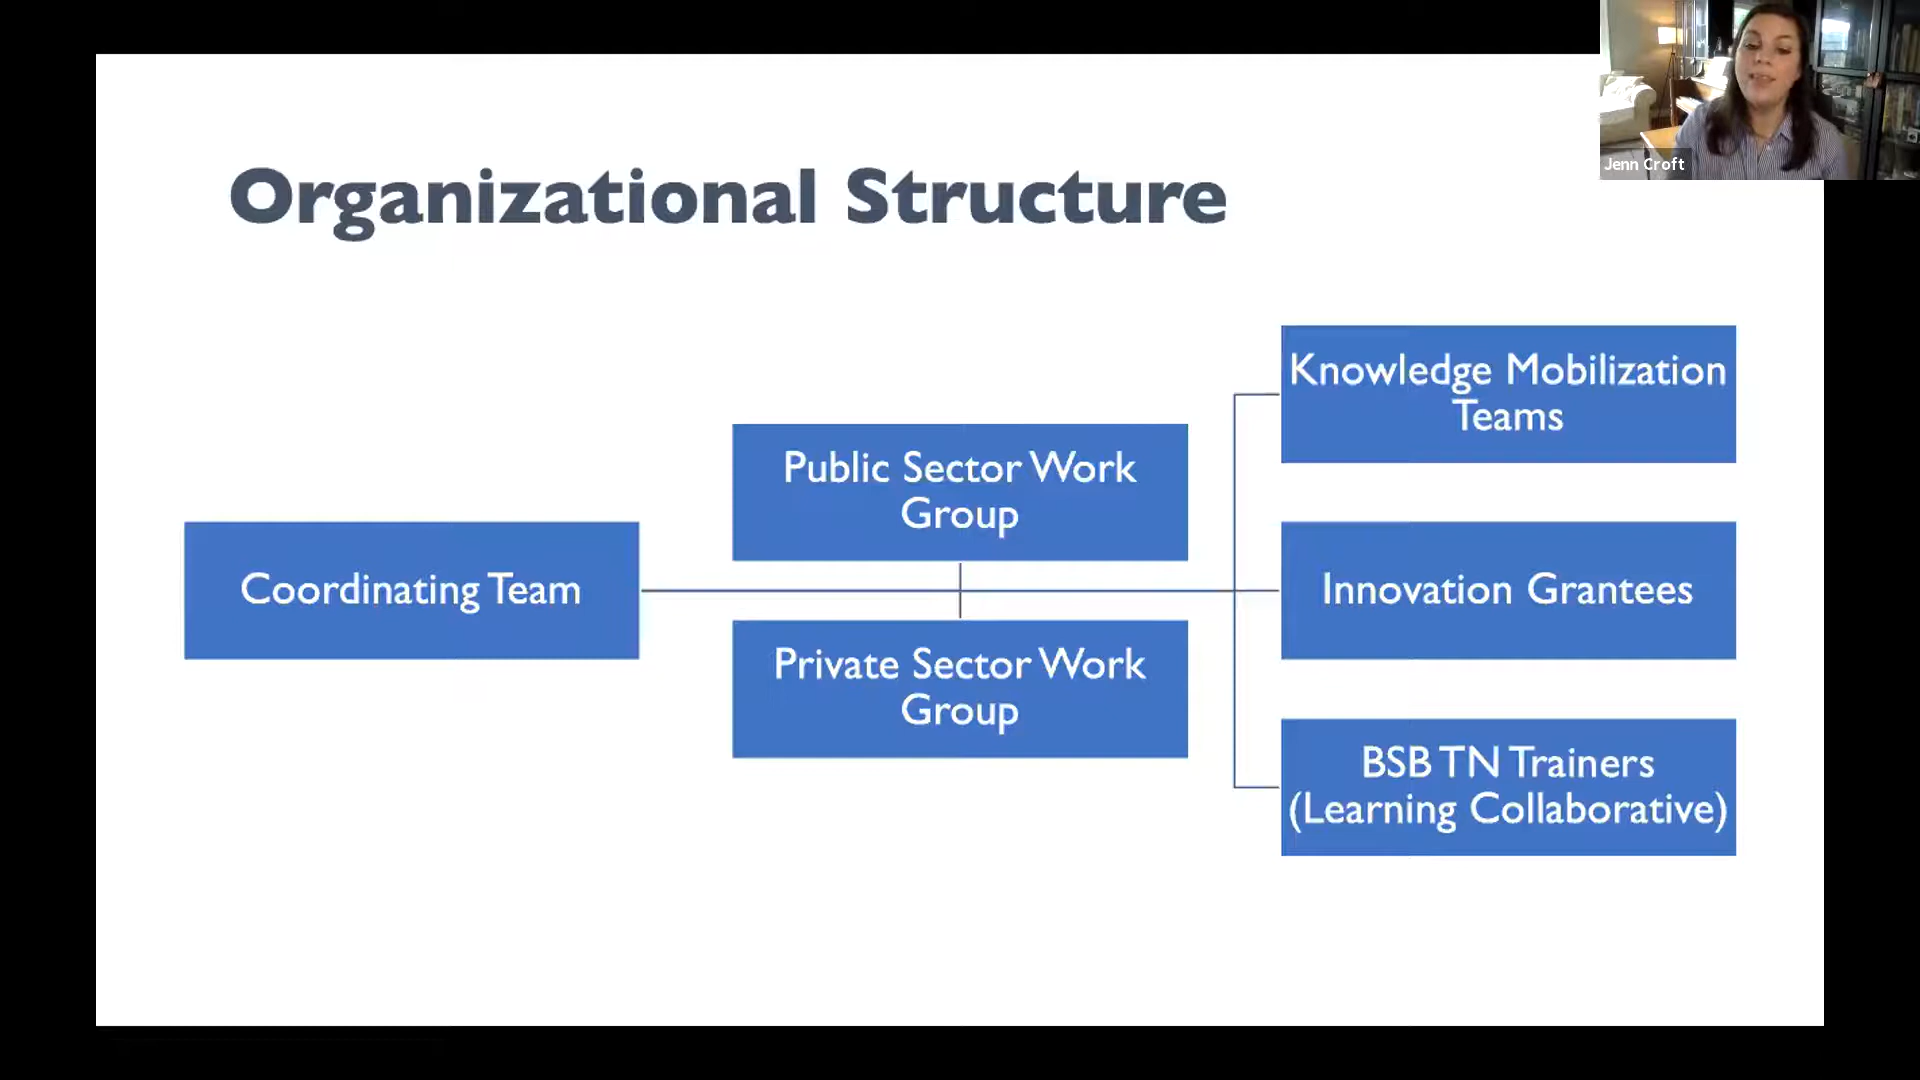 Jenn Croft
Organizational Structure
Coordinating Team
Public Sector Work
Group
Private Sector Work
Group
Knowledge Mobilization
Teams
Innovation Grantees
BSB TN Trainers
(Learning Collaborative)